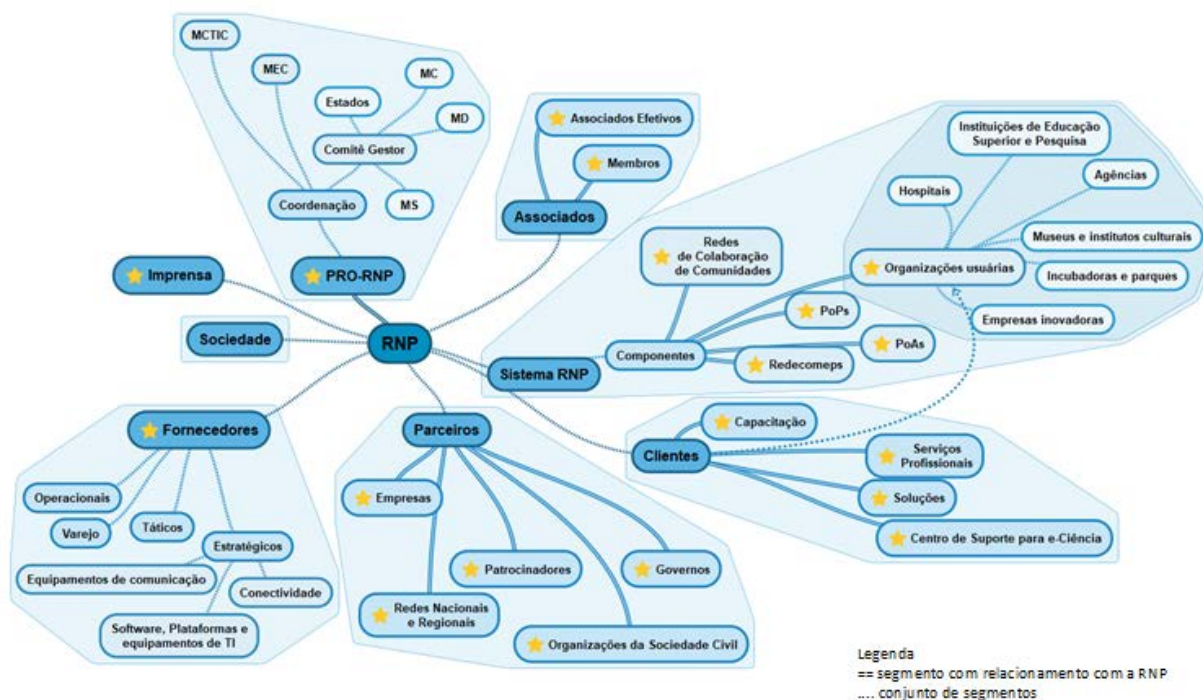 MCTIC
MEC
MC
Estados
MD
Comitê Gestor
Coordenação
MS
PRO-RNP
Imprensa
Sociedade
RNP
Associados Efetivos
Membros
Associados
Instituições de Educação
Superior e Pesquisa
Agências
Hospitais
Museus e institutos culturais
Organizações usuárias
Incubadoras e parques
Empresas inovadoras
Redes
de Colaboração
de Comunidades
PoPs
PoAs
Componentes
Redecomeps
Sistema RNP
Fornecedores
Operacionais
Varejo
Táticos
Estratégicos
Equipamentos de comunicação
Conectividade
Software, Plataformas e
equipamentos de TI
Parceiros
Empresas
Patrocinadores
Governos
Redes Nacionais
e Regionais
Organizações da Sociedade Civil
Clientes
Capacitação
Serviços
Profissionais
Soluções
Centro de Suporte para e-Ciência
Legenda
== segmento com relacionamento com a RNP
.... conjunto de segmentos